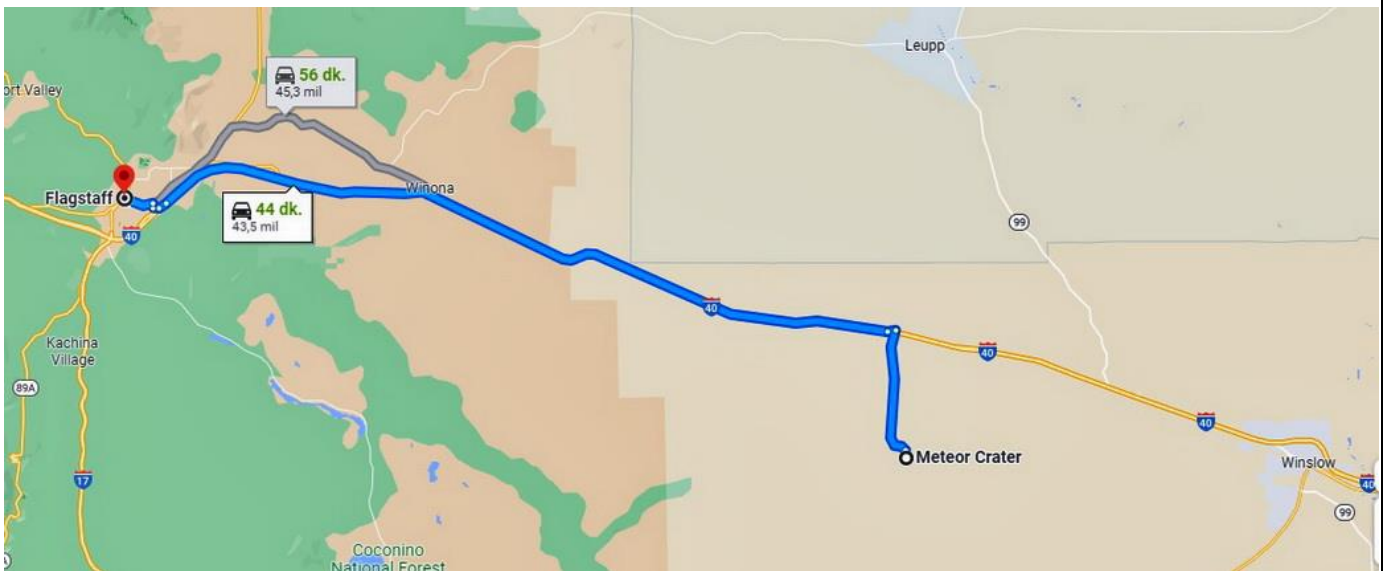 Leupp
56 dk.
45,3 mil
ort Valley
Flagstaff
Winona
44 dk.
43,5 mil
99
40
40
Kachina
Village
40
89A
40
17
Meteor Crater
Winslow
40
99
Coconino
National Forest